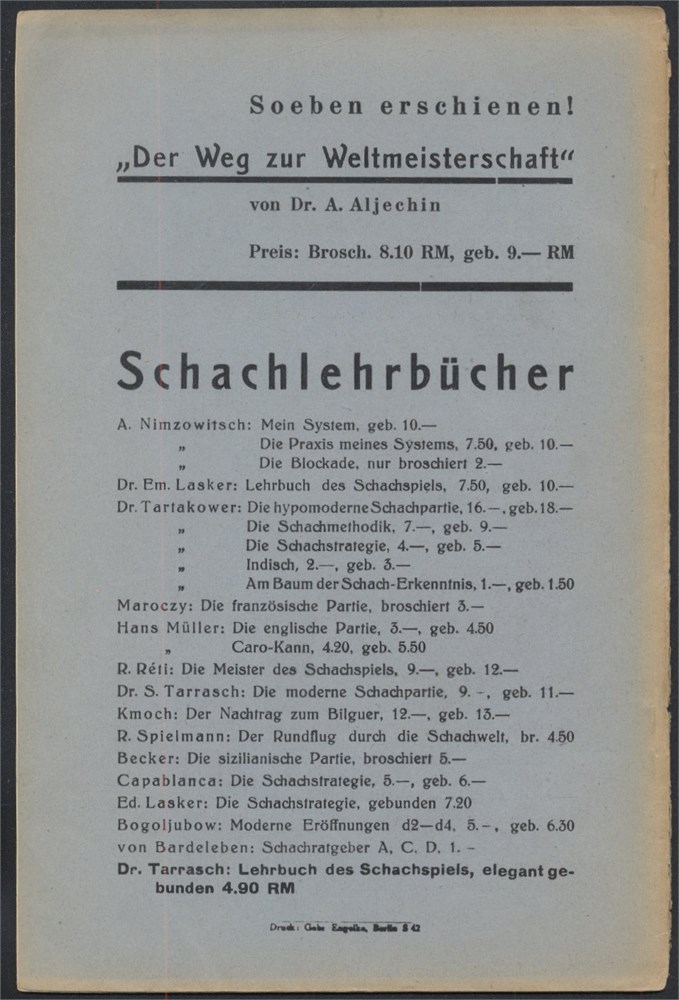 Soeben erschienen!
„Der Weg zur Weltmeisterschaft“
von Dr. A. Aljechin
Preis: Brosch. 8.10 RM, geb. 9.— RM
Schachlehrbücher
A. Nimzowitsch: Mein System, geb. 10.—
„ Die Praxis meines Systems, 7.50, geb. 10.—
„ Die Blockade, nur broschiert 2.—
Dr. Em. Lasker: Lehrbuch des Schachspiels, 7.50, geb. 10.—
Dr. Tartakower: Die hypomoderne Schachpartie, 16.—, geb. 18.—
„ Die Schachmethodik, 7.—, geb. 9.—
„ Die Schachstrategie, 4.—, geb. 5.—
„ Indisch, 2.—, geb. 3.—
„ Am Baum der Schach-Erkenntnis, 1.—, geb. 1.50
Maroczy: Die französische Partie, broschiert 3.—
Hans Müller: Die englische Partie, 3.—, geb. 4.50
„ Caro-Kann, 4.20, geb. 5.50
R. Réti: Die Meister des Schachspiels, 9.—, geb. 12.—
Dr. S. Tarrasch: Die moderne Schachpartie, 9.-, geb. 11.—
Kmoch: Der Nachtrag zum Bilguer, 12.—, geb. 13.—
R. Spielmann: Der Rundflug durch die Schachwelt, br. 4.50
Becker: Die sizilianische Partie, broschiert 5.—
Capablanca: Die Schachstrategie, 5.—, geb. 6.—
Ed. Lasker: Die Schachstrategie, gebunden 7.20
Bogoljubow: Moderne Eröffnungen d2—d4, 5.-, geb. 6.30
von Bardeleben: Schachratgeber A, C, D, 1.-
Dr. Tarrasch: Lehrbuch des Schachspiels, elegant ge-
bunden 4.90 RM
Druck: Gebr. Engelke, Berlin S 42